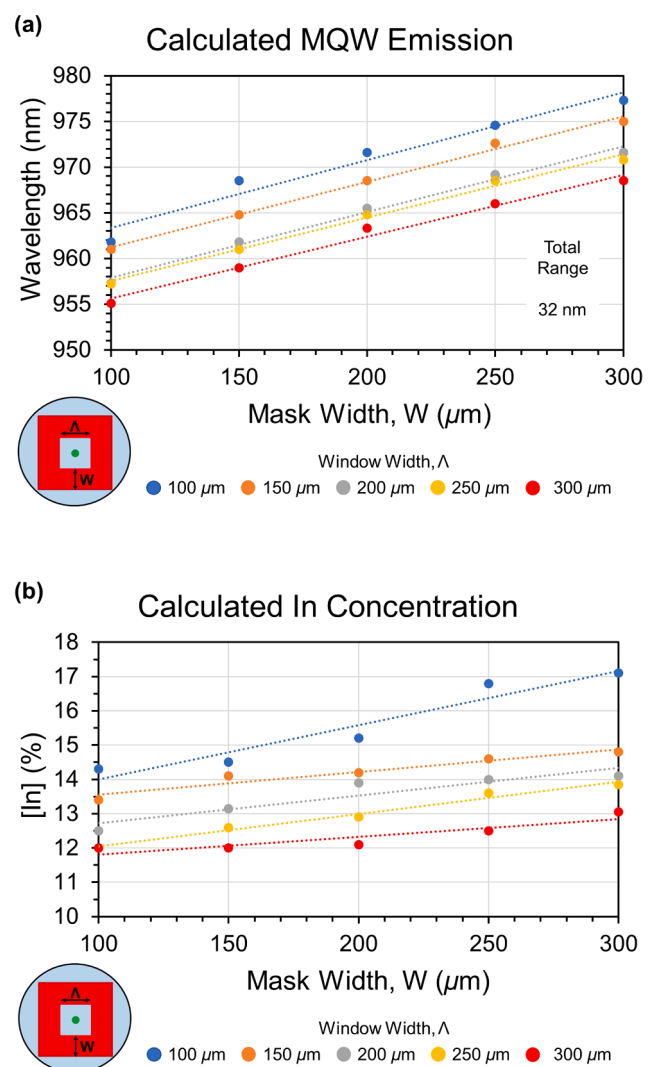 (a)
Calculated MQW Emission
Wavelength (nm)
980
975
970
965
960
955
950
Total
Range
32 nm
100 150 200 250 300
Mask Width, W (µm)
Λ
W
Window Width, Λ
100 µm 150 µm 200 µm 250 µm 300 µm
(b)
Calculated In Concentration
[In] (%)
18
17
16
15
14
13
12
11
10
100 150 200 250 300
Mask Width, W (µm)
Λ
W
Window Width, Λ
100 µm 150 µm 200 µm 250 µm 300 µm